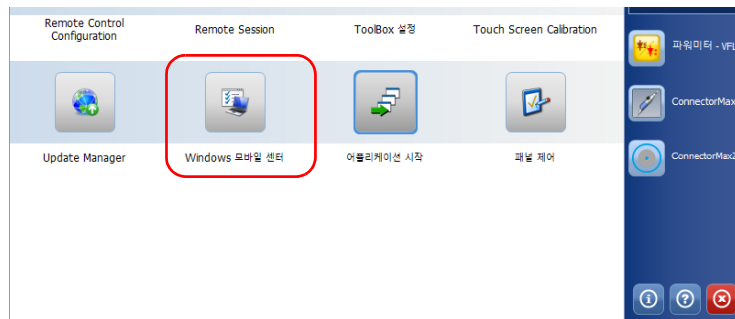 Remote Control
Configuration
Remote Session
ToolBox 설정
Touch Screen Calibration
파워미터 - VFL
ConnectorMax
Update Manager
Windows 모바일 센터
어플리케이션 시작
패널 제어
ConnectorMax2